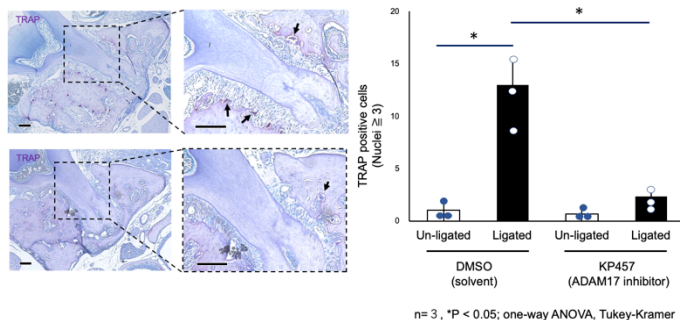 TRAP
TRAP
TRAP positive cells
(Nuclei ≧ 3)
20
15
10
5
0
*
*
Un-ligated Ligated Un-ligated Ligated
DMSO
(solvent)
KP457
(ADAM17 inhibitor)
n= 3 , *P < 0.05; one-way ANOVA, Tukey-Kramer